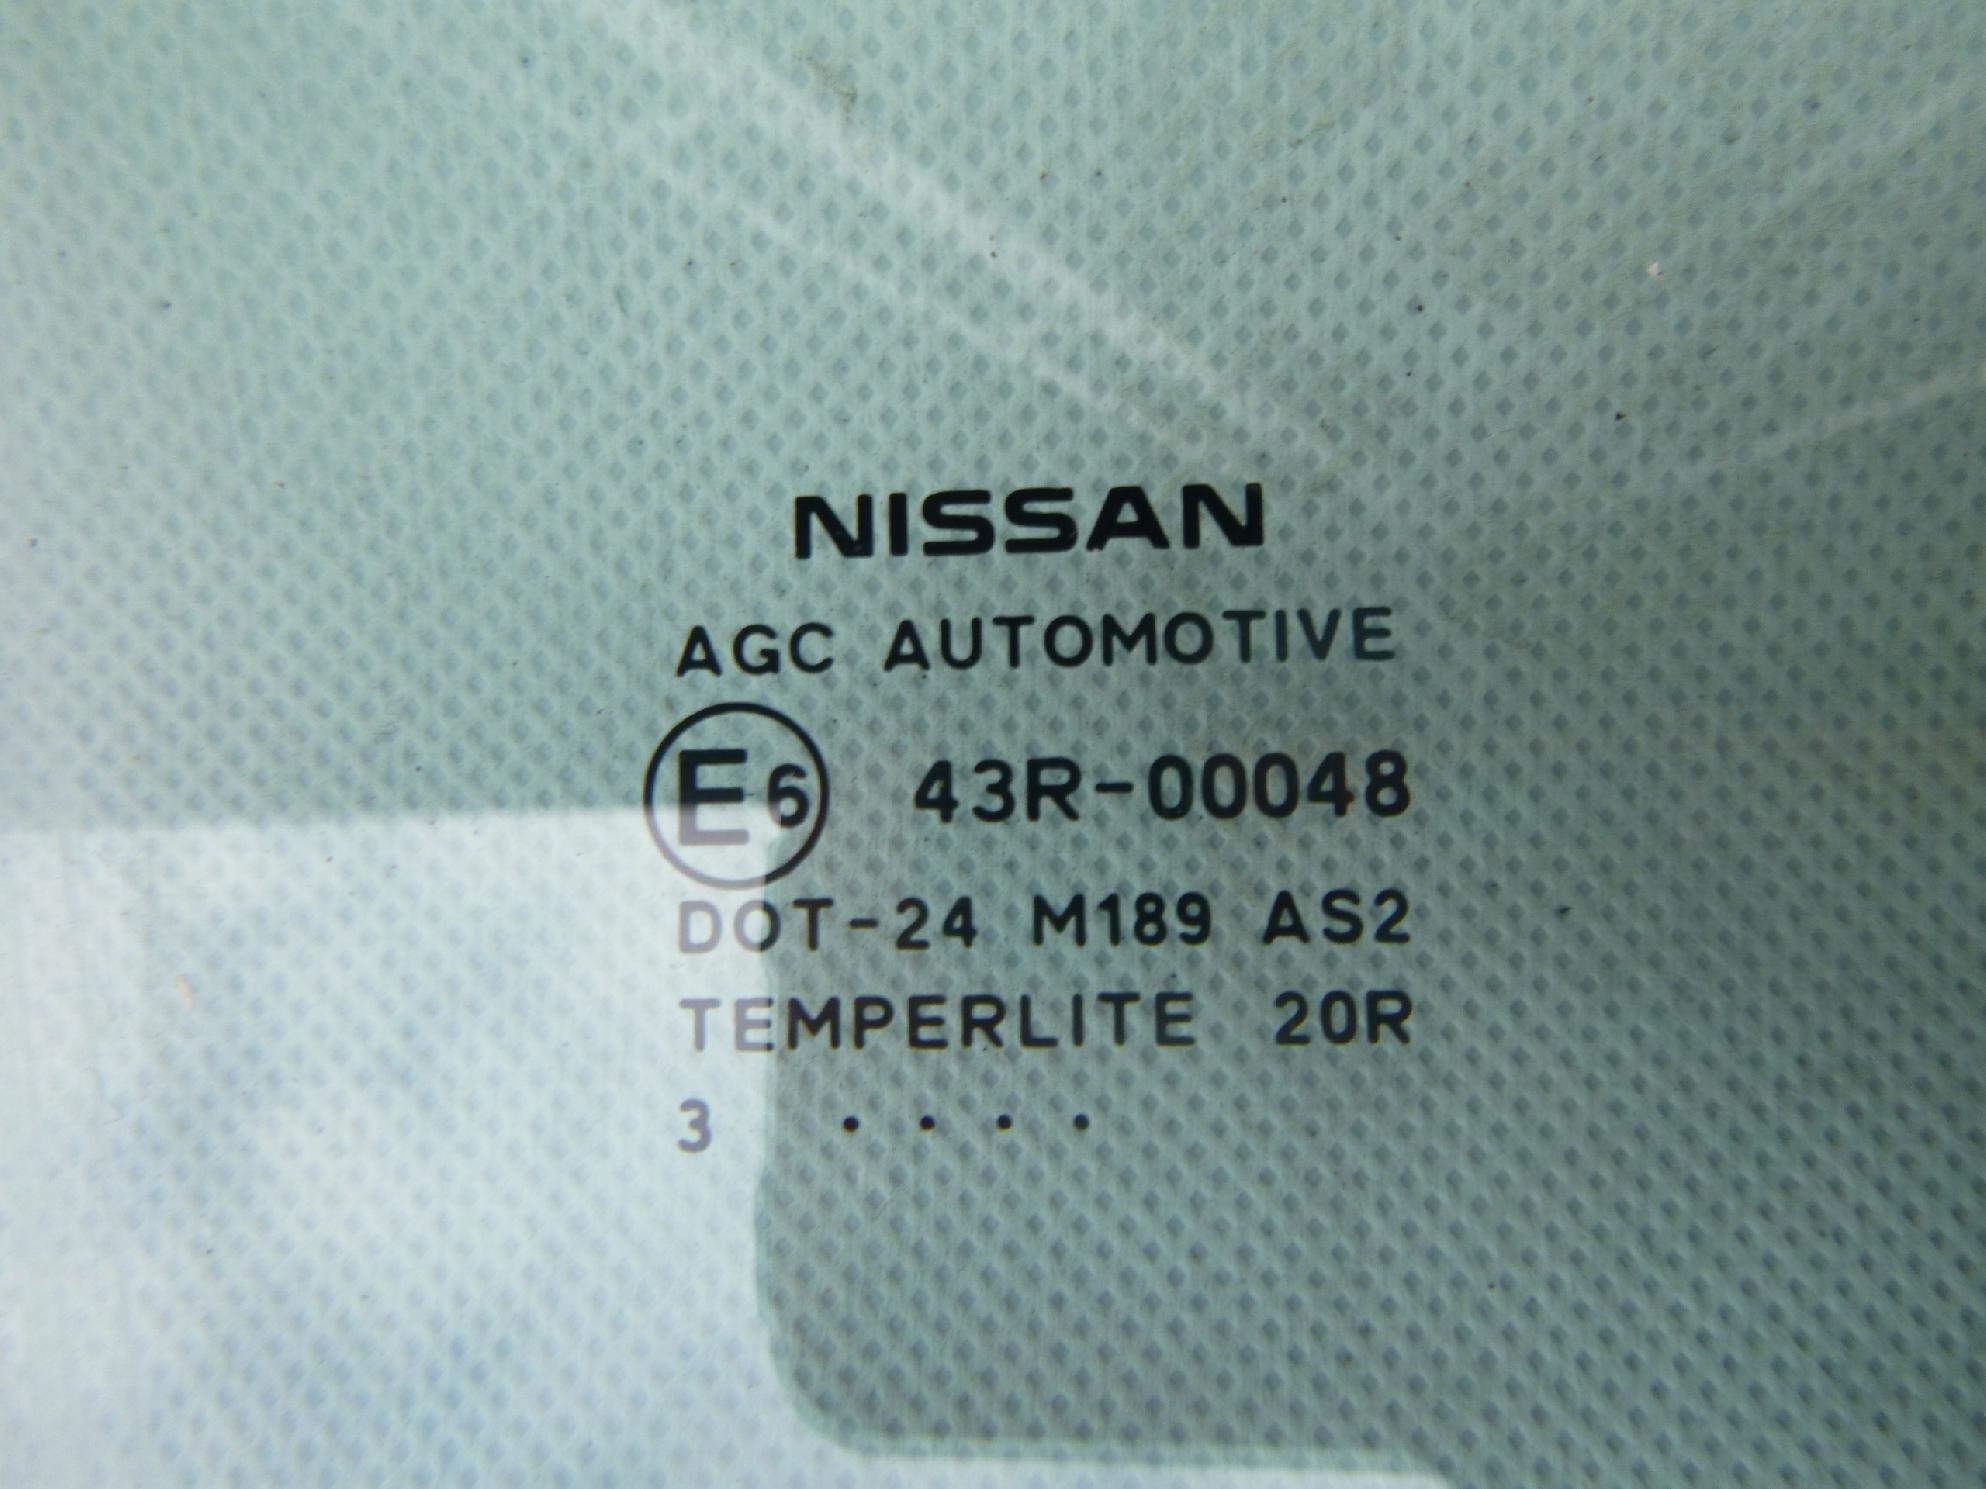 NISSAN
AGC AUTOMOTIVE
E6 43R-00048
DOT-24 M189 AS2
TEMPERLITE 20R
3 ....